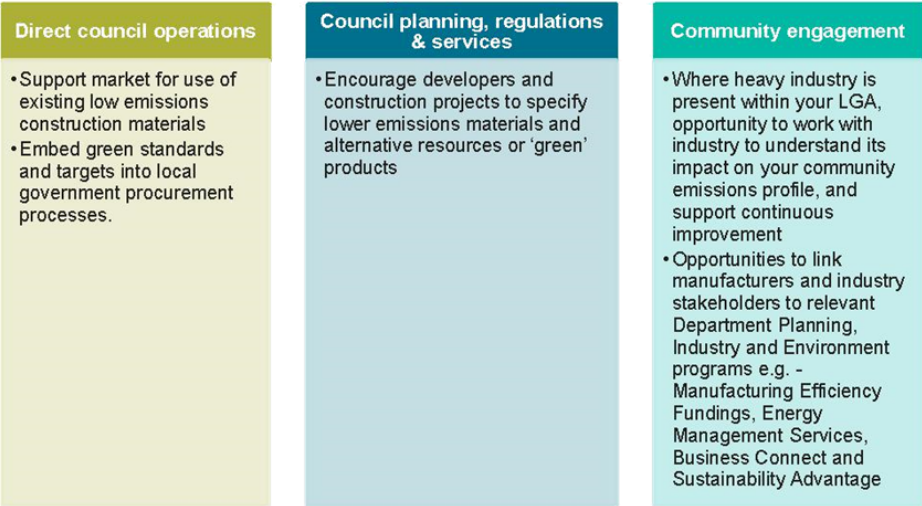 Direct council operations
• Support market for use of
existing low emissions
construction materials
• Embed green standards
and targets into local
government procurement
processes.
Council planning, regulations
& services
• Encourage developers and
construction projects to specify
lower emissions materials and
alternative resources or ‘green’
products
Community engagement
• Where heavy industry is
present within your LGA,
opportunity to work with
industry to understand its
impact on your community
emissions profile, and
support continuous
improvement
• Opportunities to link
manufacturers and industry
stakeholders to relevant
Department Planning,
Industry and Environment
programs e.g. -
Manufacturing Efficiency
Fundings, Energy
Management Services,
Business Connect and
Sustainability Advantage